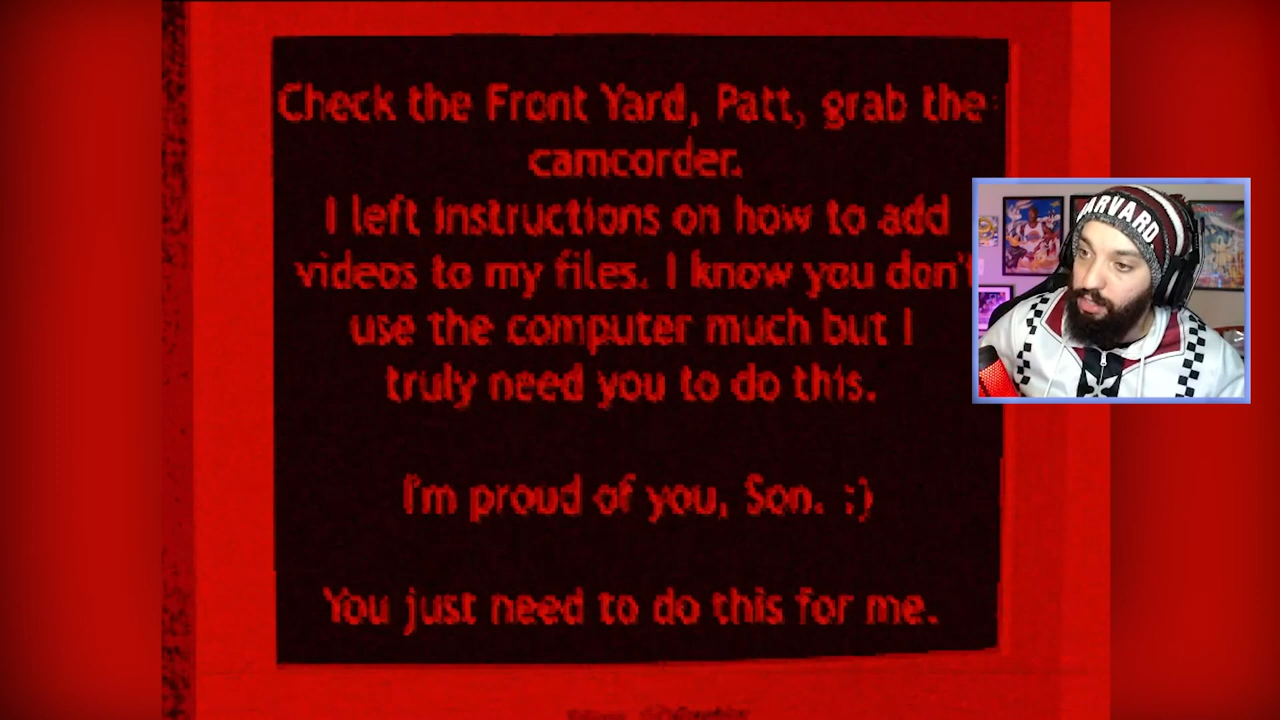 Check the Front Yard, Patt, grab the
camcorder.
I left instructions on how to add
videos to my files. I know you don't
use the computer much but I
truly need you to do this.
I'm proud of you, Son. :)
You just need to do this for me.
HARVARD